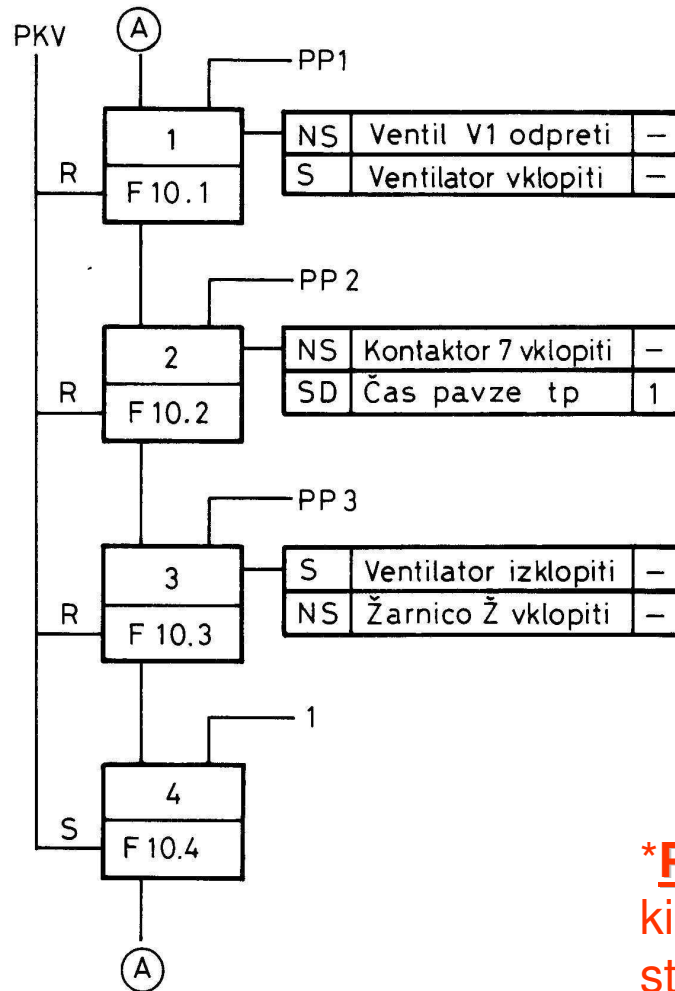 PKV
A
PP1
1
NS Ventil V1 odpreti –
S Ventilator vklopiti –
R
F 10.1
PP 2
2
NS Kontaktor 7 vklopiti –
SD Čas pavze tp 1
R
F 10.2
PP 3
3
S Ventilator izklopiti –
NS Žarnico Ž vklopiti –
R
F 10.3
1
4
S
F 10.4
A